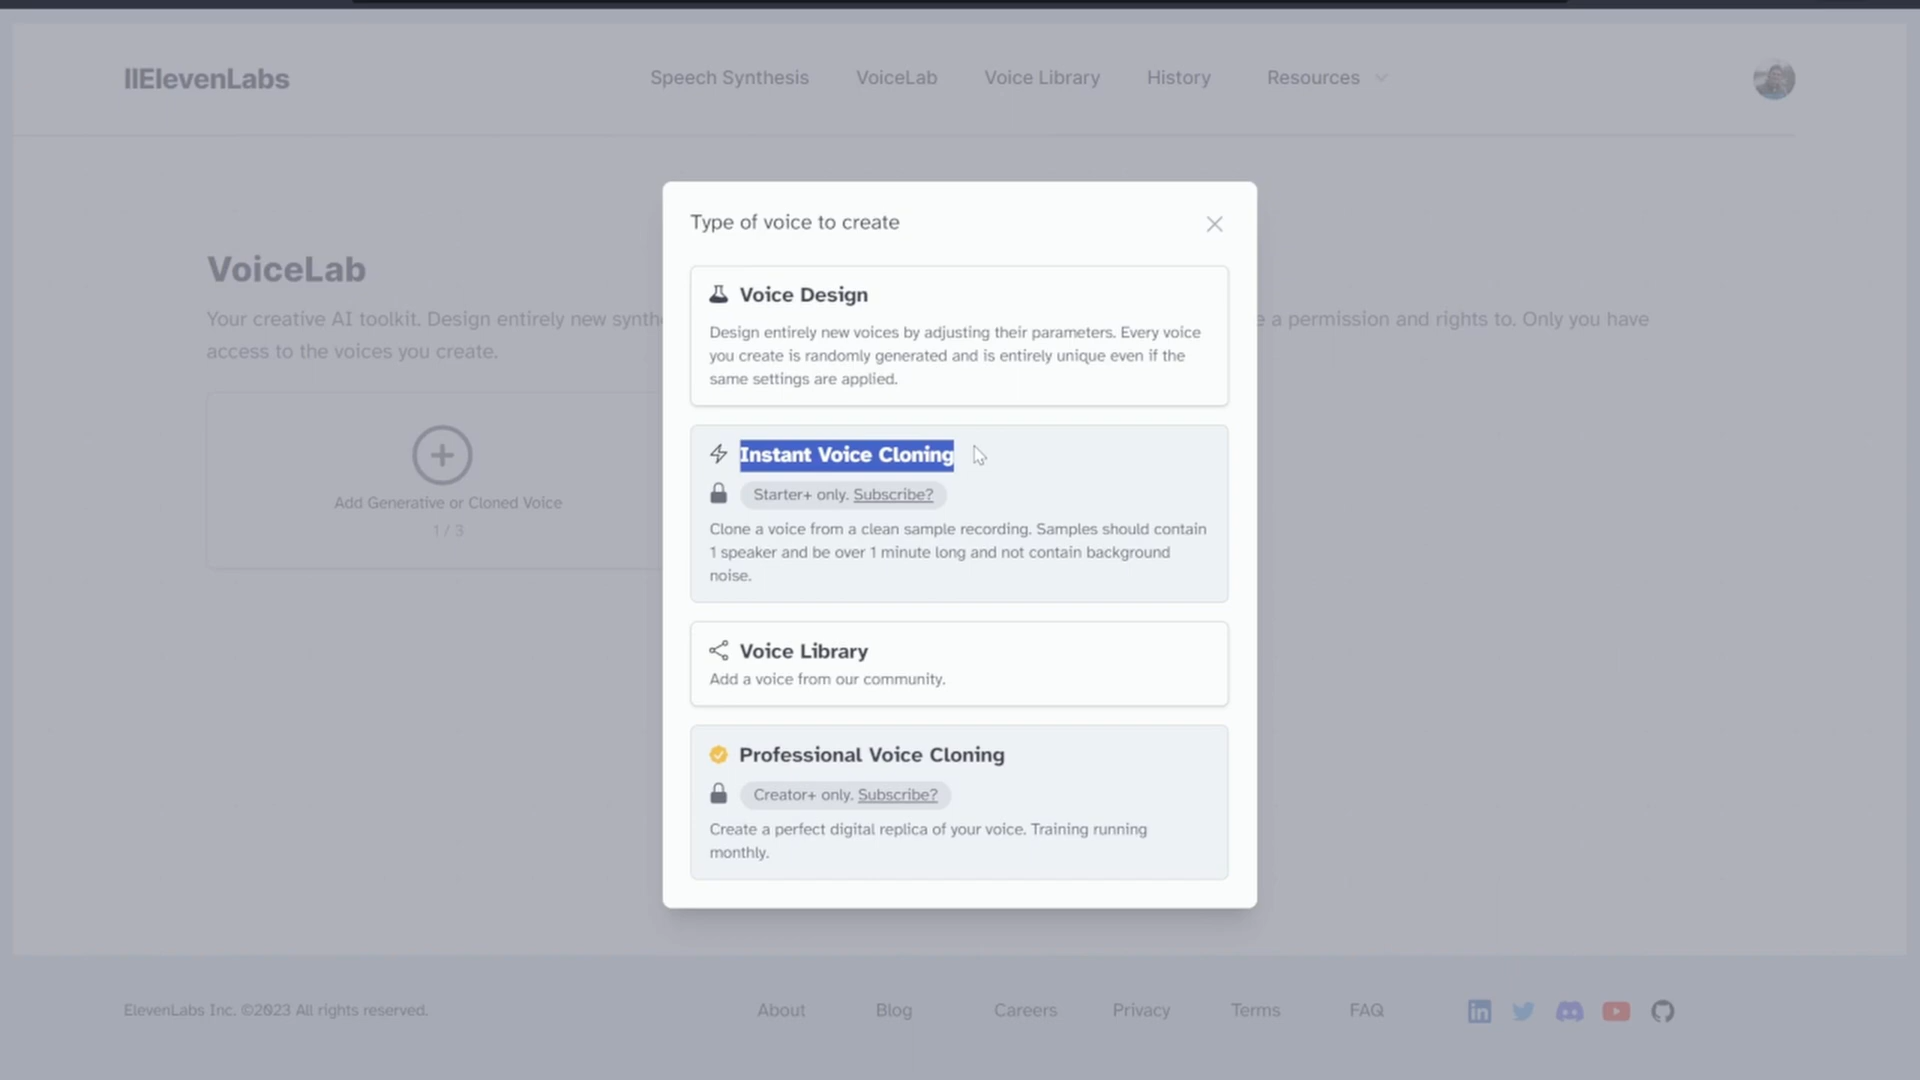 IIElevenLabs
Speech Synthesis
VoiceLab
Voice Library
History
Resources
Type of voice to create
Voice Design
Design entirely new voices by adjusting their parameters. Every voice
you create is randomly generated and is entirely unique even if the
same settings are applied.
Instant Voice Cloning
Starter+ only. Subscribe?
Clone a voice from a clean sample recording. Samples should contain
1 speaker and be over 1 minute long and not contain background
noise.
Voice Library
Add a voice from our community.
Professional Voice Cloning
Creator+ only. Subscribe?
Create a perfect digital replica of your voice. Training running
monthly.
VoiceLab
Your creative AI toolkit. Design entirely new
a permission and rights to. Only you have
access to the voices you create.
Add Generative or Cloned Voice
1 / 3
ElevenLabs Inc. ©2023 All rights reserved.
About
Blog
Careers
Privacy
Terms
FAQ
in